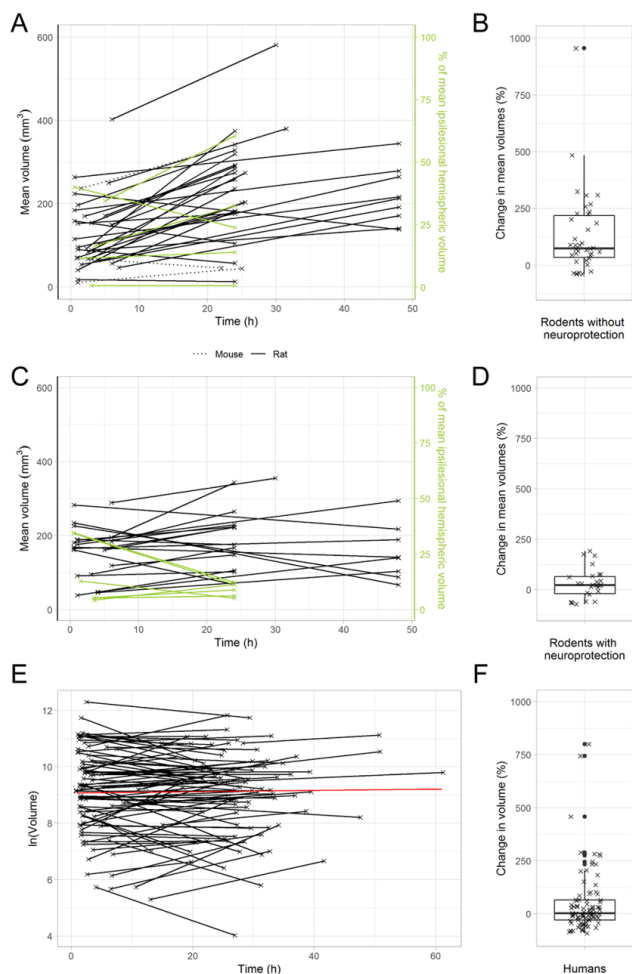 A
B
600
400
200
0
Mean volume (mm³)
100
75
50
25
0
% of mean ipsilesional hemispheric volume
0
10
20
30
40
50
Time (h)
Mouse
Rat
1000
750
500
250
0
Change in mean volumes (%)
Rodents without
neuroprotection
C
D
600
400
200
0
Mean volume (mm³)
100
75
50
25
0
% of mean ipsilesional hemispheric volume
0
10
20
30
40
50
Time (h)
1000
750
500
250
0
Change in mean volumes (%)
Rodents with
neuroprotection
E
F
12
10
8
6
4
ln(Volume)
0
20
40
60
Time (h)
1000
750
500
250
0
Change in volume (%)
Humans